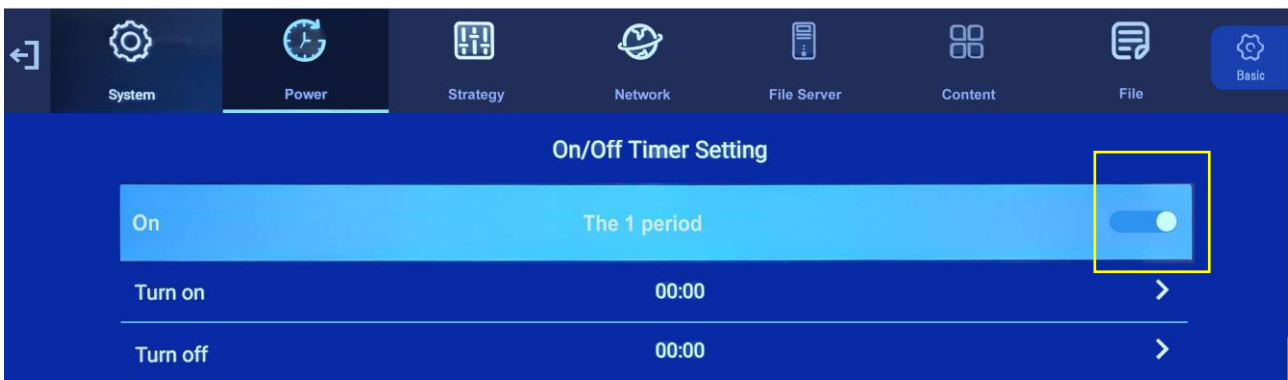 System Power Strategy Network File Server Content File Basic
On/Off Timer Setting
On The 1 period
Turn on 00:00
Turn off 00:00